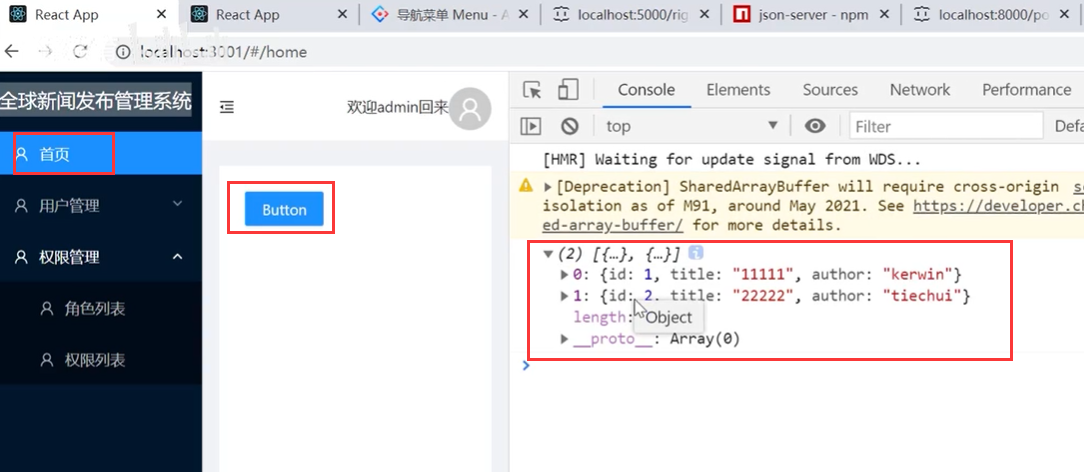 React App
React App
导航菜单 Menu - A
localhost:5000/rig
json-server - npm
localhost:8000/po
localhost:3001/#/home
全球新闻发布管理系统
首页
用户管理
权限管理
角色列表
权限列表
欢迎admin回来
Button
Console Elements Sources Network Performance
top Filter Defa
[HMR] Waiting for update signal from WDS...
[Deprecation] SharedArrayBuffer will require cross-origin so
isolation as of M91, around May 2021. See https://developer.ch
ed-array-buffer/ for more details.
(2) [{…}, {…}] i
0: {id: 1, title: "11111", author: "kerwin"}
1: {id: 2, title: "22222", author: "tiechui"}
length:
Object
__proto__: Array(0)